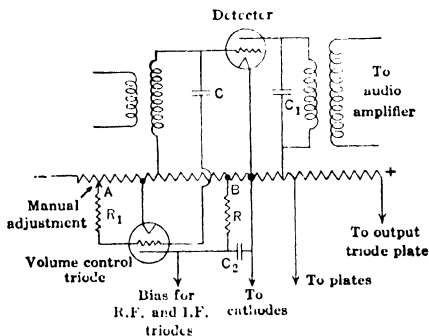 Detector
C
C1
To
audio
amplifier
−
+
A
B
Manual
adjustment
R1
R
C2
Volume control
triode
To output
triode plate
To plates
Bias for
R.F. and I.F.
triodes
To
cathodes